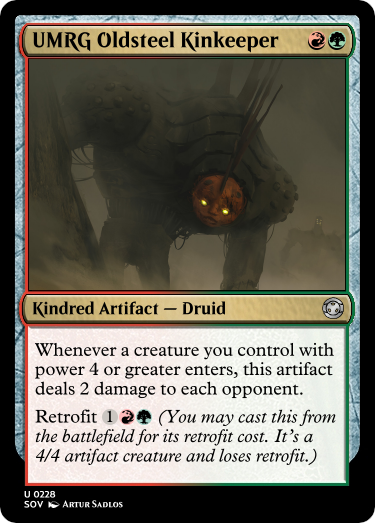 UMRG Oldsteel Kinkeeper
Kindred Artifact — Druid
Whenever a creature you control with
power 4 or greater enters, this artifact
deals 2 damage to each opponent.
Retrofit 1 (You may cast this from
the battlefield for its retrofit cost. It's a
4/4 artifact creature and loses retrofit.)
U 0228
SOV Artur Sadlos